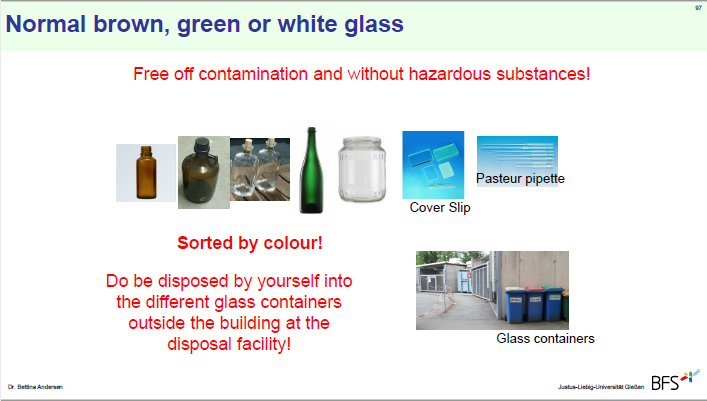 97
Normal brown, green or white glass
Free off contamination and without hazardous substances!
Pasteur pipette
Cover Slip
Sorted by colour!
Do be disposed by yourself into
the different glass containers
outside the building at the
disposal facility!
Glass containers
Dr. Bettina Andersen
Justus-Liebig-Universität Gießen
BFS